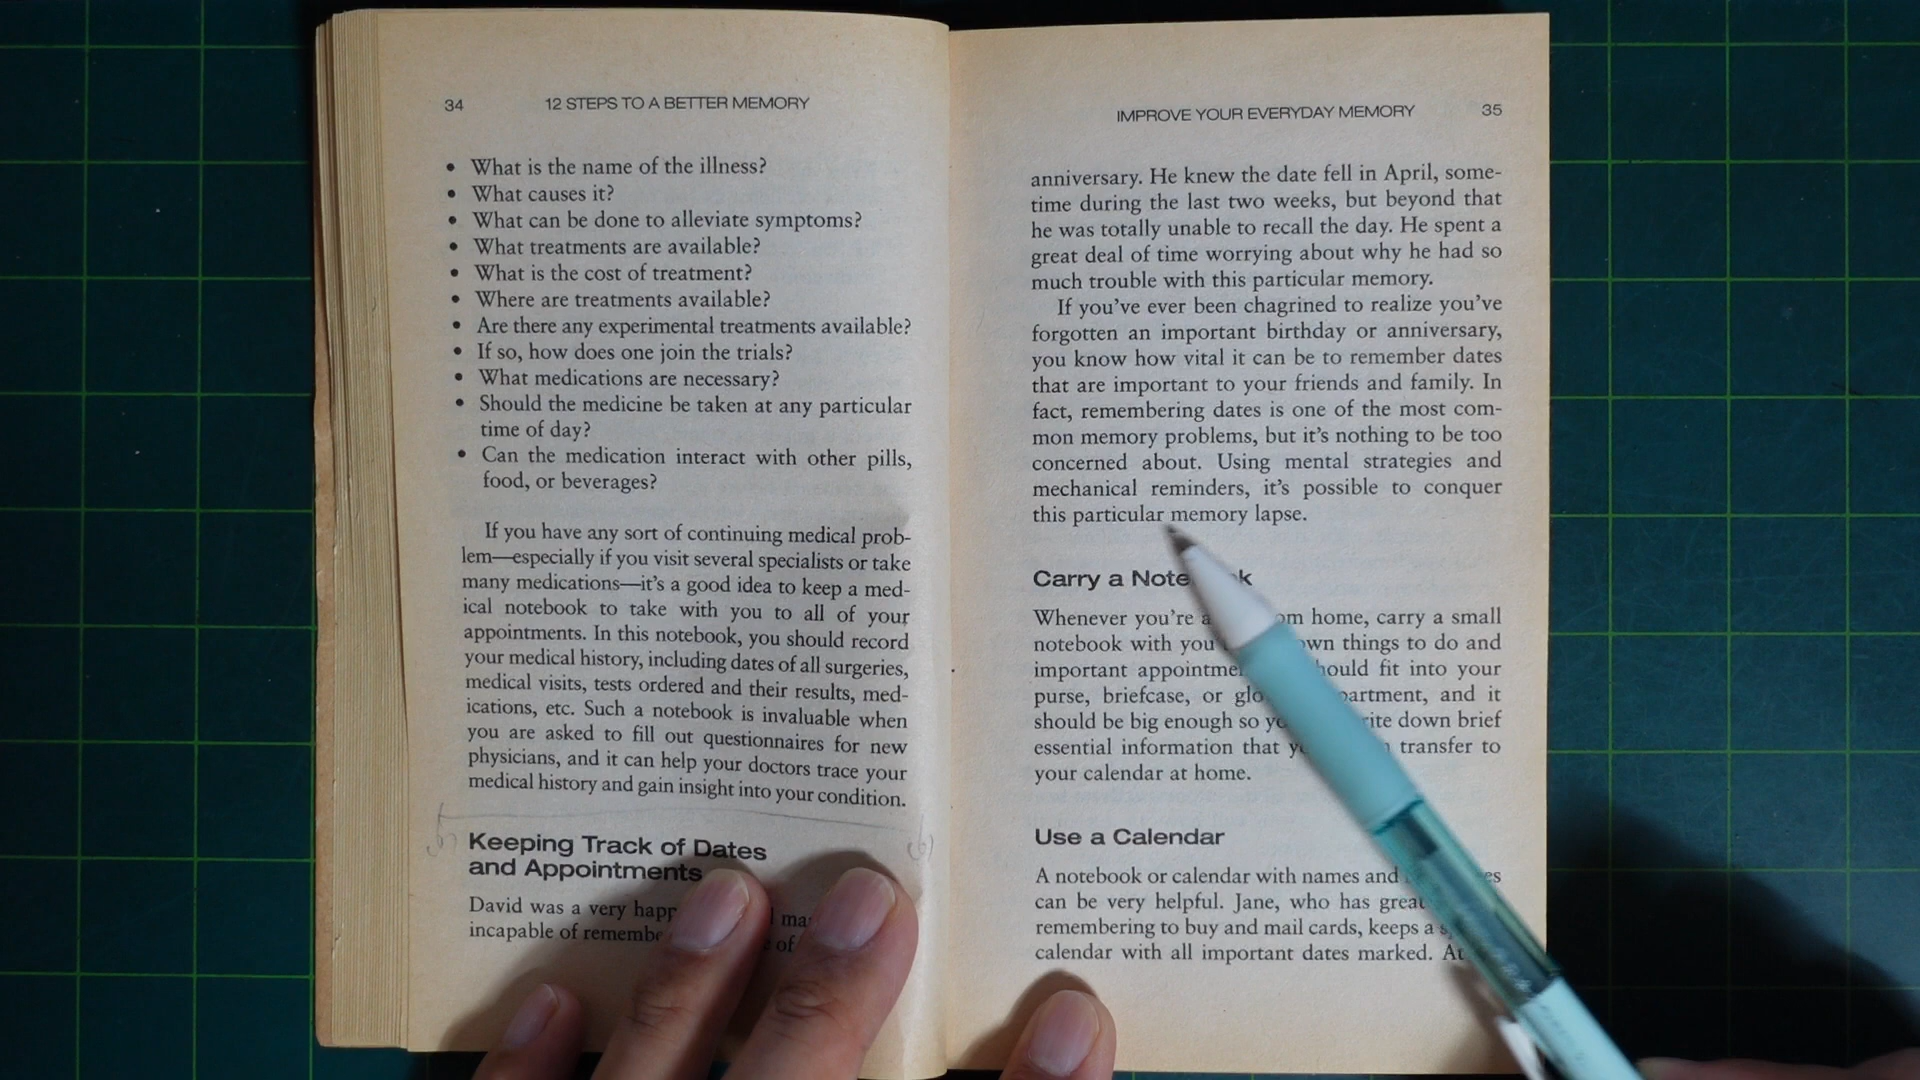 34 12 STEPS TO A BETTER MEMORY
• What is the name of the illness?
• What causes it?
• What can be done to alleviate symptoms?
• What treatments are available?
• What is the cost of treatment?
• Where are treatments available?
• Are there any experimental treatments available?
• If so, how does one join the trials?
• What medications are necessary?
• Should the medicine be taken at any particular
time of day?
• Can the medication interact with other pills,
food, or beverages?
If you have any sort of continuing medical prob-
lem—especially if you visit several specialists or take
many medications—it's a good idea to keep a med-
ical notebook to take with you to all of your
appointments. In this notebook, you should record
your medical history, including dates of all surgeries,
medical visits, tests ordered and their results, med-
ications, etc. Such a notebook is invaluable when
you are asked to fill out questionnaires for new
physicians, and it can help your doctors trace your
medical history and gain insight into your condition.
Keeping Track of Dates
and Appointments
David was a very
incapable of of
IMPROVE YOUR EVERYDAY MEMORY 35
anniversary. He knew the date fell in April, some-
time during the last two weeks, but beyond that
he was totally unable to recall the day. He spent a
great deal of time worrying about why he had so
much trouble with this particular memory.
If you've ever been chagrined to realize you've
forgotten an important birthday or anniversary,
you know how vital it can be to remember dates
that are important to your friends and family. In
fact, remembering dates is one of the most com-
mon memory problems, but it's nothing to be too
concerned about. Using mental strategies and
mechanical reminders, it's possible to conquer
this particular memory lapse.
Carry a Notebook
Whenever you're home, carry a small
notebook with you things to do and
important should fit into your
purse, briefcase, or and it
should be big enough so write down brief
essential information that transfer to
your calendar at home.
Use a Calendar
A notebook or calendar with names and
can be very helpful. Jane, who has
remembering to buy and mail cards, keeps a
calendar with all important dates marked.